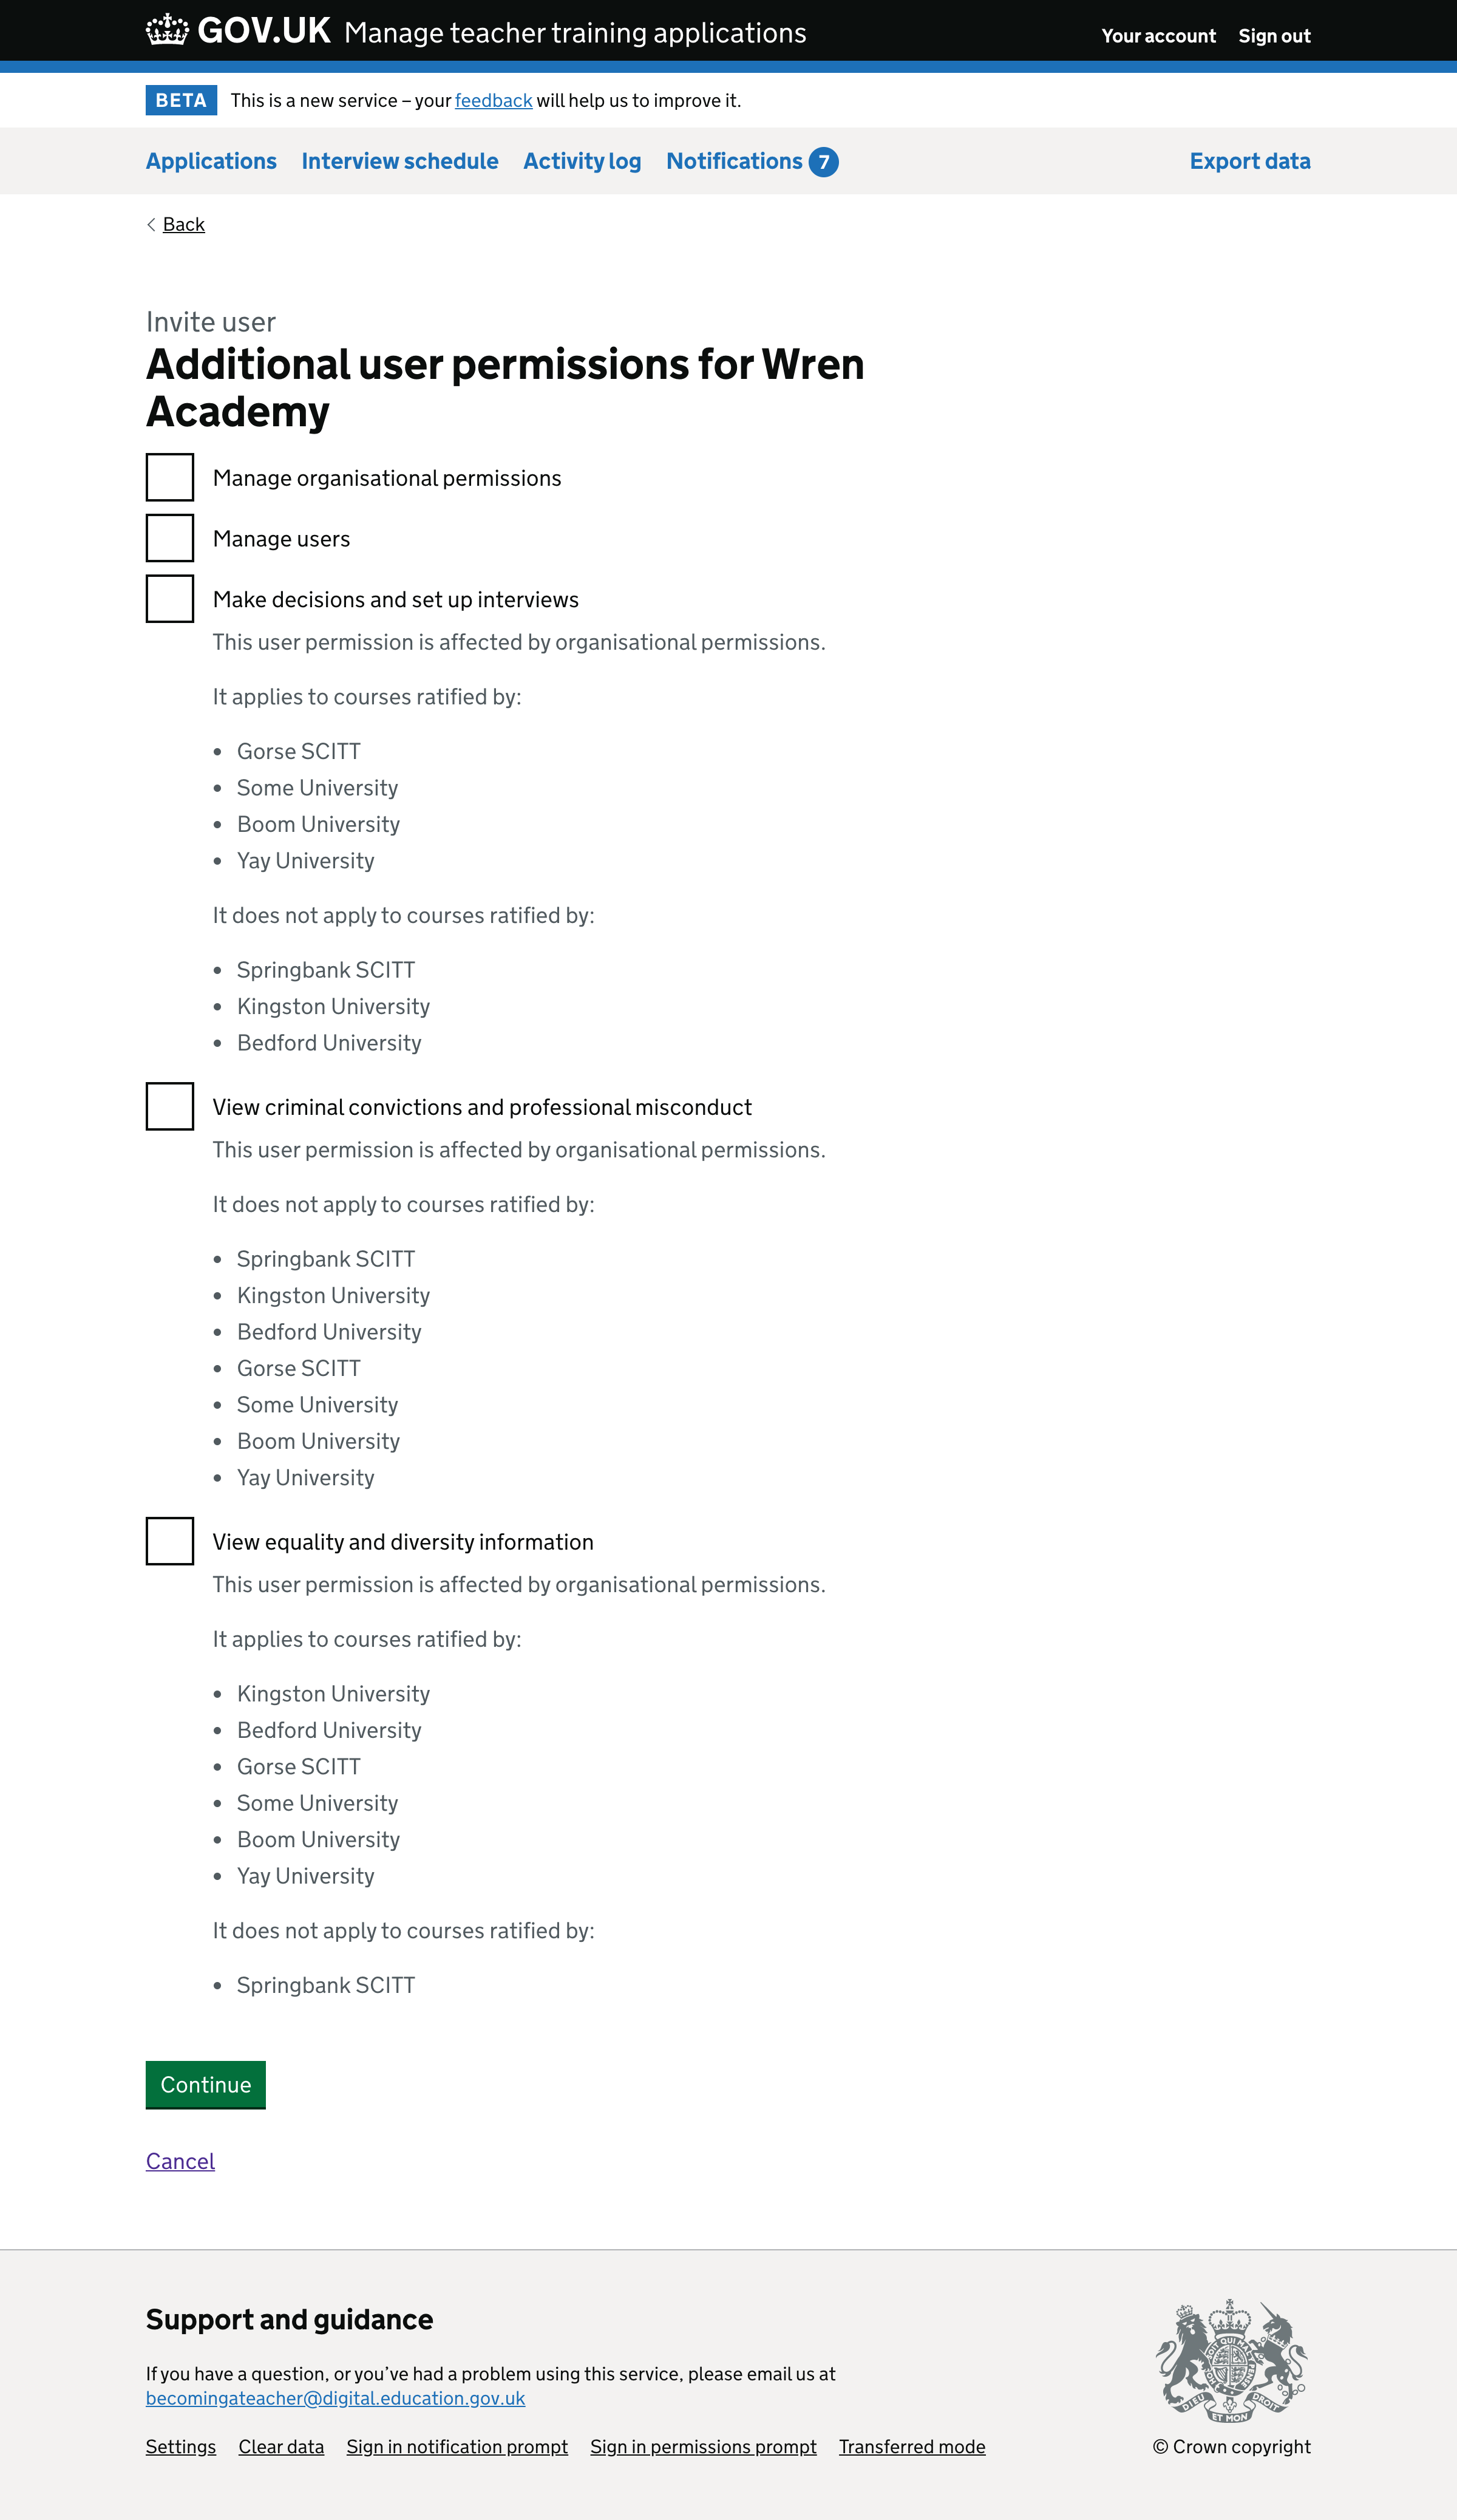 GOV.UK Manage teacher training applications
Your account Sign out
BETA This is a new service – your feedback will help us to improve it.
Applications Interview schedule Activity log Notifications 7 Export data
Back
Invite user
Additional user permissions for Wren
Academy
Manage organisational permissions
Manage users
Make decisions and set up interviews
This user permission is affected by organisational permissions.
It applies to courses ratified by:
• Gorse SCITT
• Some University
• Boom University
• Yay University
It does not apply to courses ratified by:
• Springbank SCITT
• Kingston University
• Bedford University
View criminal convictions and professional misconduct
This user permission is affected by organisational permissions.
It does not apply to courses ratified by:
• Springbank SCITT
• Kingston University
• Bedford University
• Gorse SCITT
• Some University
• Boom University
• Yay University
View equality and diversity information
This user permission is affected by organisational permissions.
It applies to courses ratified by:
• Kingston University
• Bedford University
• Gorse SCITT
• Some University
• Boom University
• Yay University
It does not apply to courses ratified by:
• Springbank SCITT
Continue
Cancel
Support and guidance
If you have a question, or you’ve had a problem using this service, please email us at
becomingateacher@digital.education.gov.uk
Settings Clear data Sign in notification prompt Sign in permissions prompt Transferred mode
DIEU ET MON DROIT
© Crown copyright